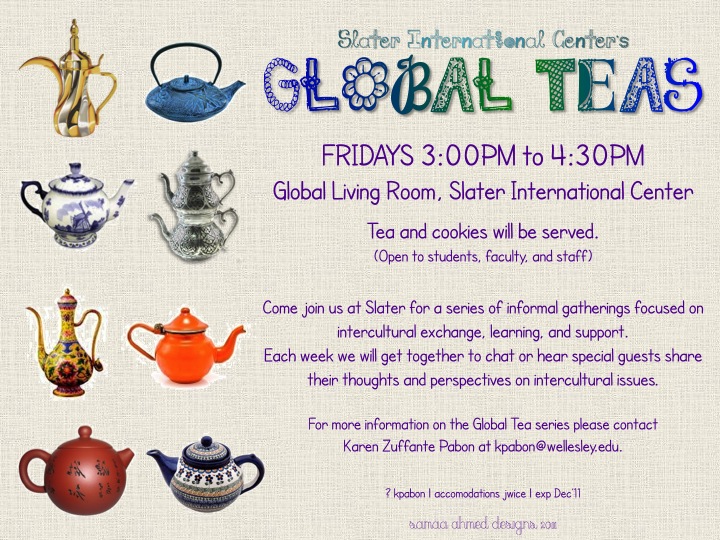 Slater International Center's
GLOBAL TEAS
FRIDAYS 3:00PM to 4:30PM
Global Living Room, Slater International Center
Tea and cookies will be served.
(Open to students, faculty, and staff)
Come join us at Slater for a series of informal gatherings focused on
intercultural exchange, learning, and support.
Each week we will get together to chat or hear special guests share
their thoughts and perspectives on intercultural issues.
For more information on the Global Tea series please contact
Karen Zuffante Pabon at kpabon@wellesley.edu.
? kpabon | accomodations jwice | exp Dec'11
samaa ahmed designs, 2011